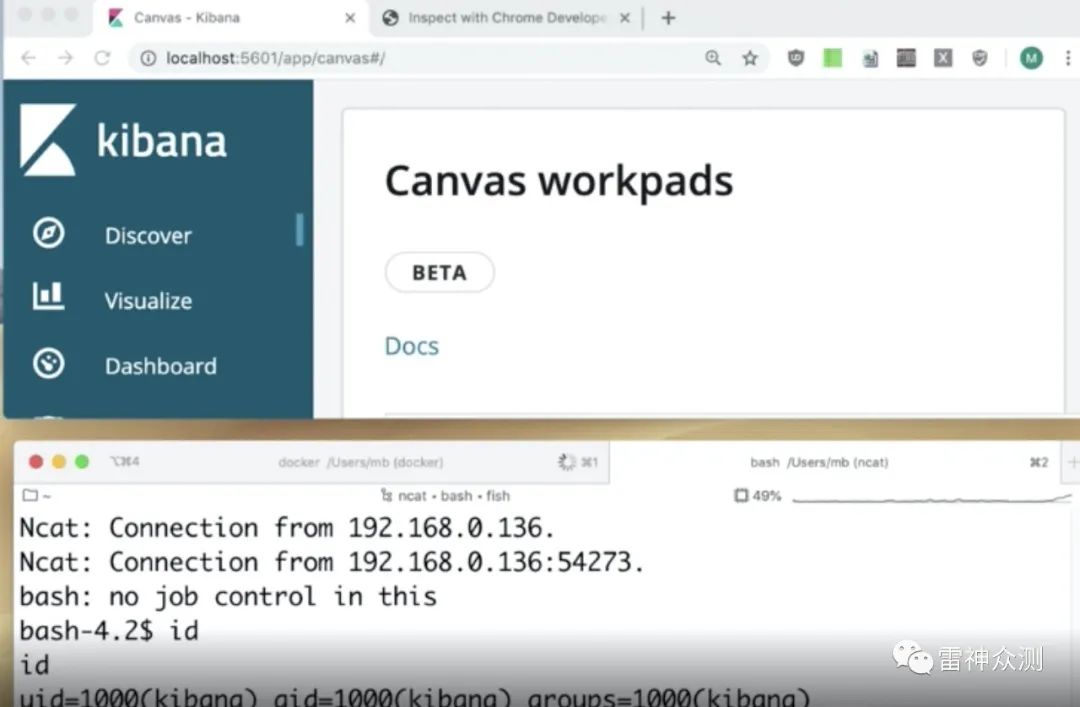 Canvas - Kibana
Inspect with Chrome Develope
localhost:5601/app/canvas#/
M
kibana
Discover
Visualize
Dashboard
Canvas workpads
BETA
Docs
⌥⌘4
docker /Users/mb (docker)
⌘1
bash /Users/mb (ncat)
⌘2
~
ncat • bash • fish
49%
Ncat: Connection from 192.168.0.136.
Ncat: Connection from 192.168.0.136:54273.
bash: no job control in this
bash-4.2$ id
id
uid=1000(kibana) gid=1000(kibana) groups=1000(kibana)
雷神众测